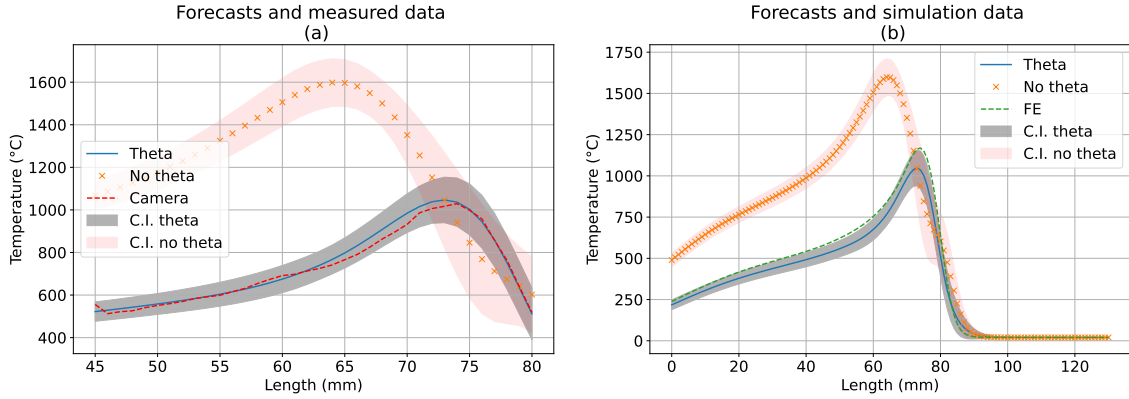 Forecasts and measured data
(a)
Temperature (°C)
1600
1400
1200
1000
800
600
400
Theta
No theta
Camera
C.I. theta
C.I. no theta
45
50
55
60
65
70
75
80
Length (mm)
Forecasts and simulation data
(b)
Temperature (°C)
1750
1500
1250
1000
750
500
250
0
Theta
No theta
FE
C.I. theta
C.I. no theta
0
20
40
60
80
100
120
Length (mm)